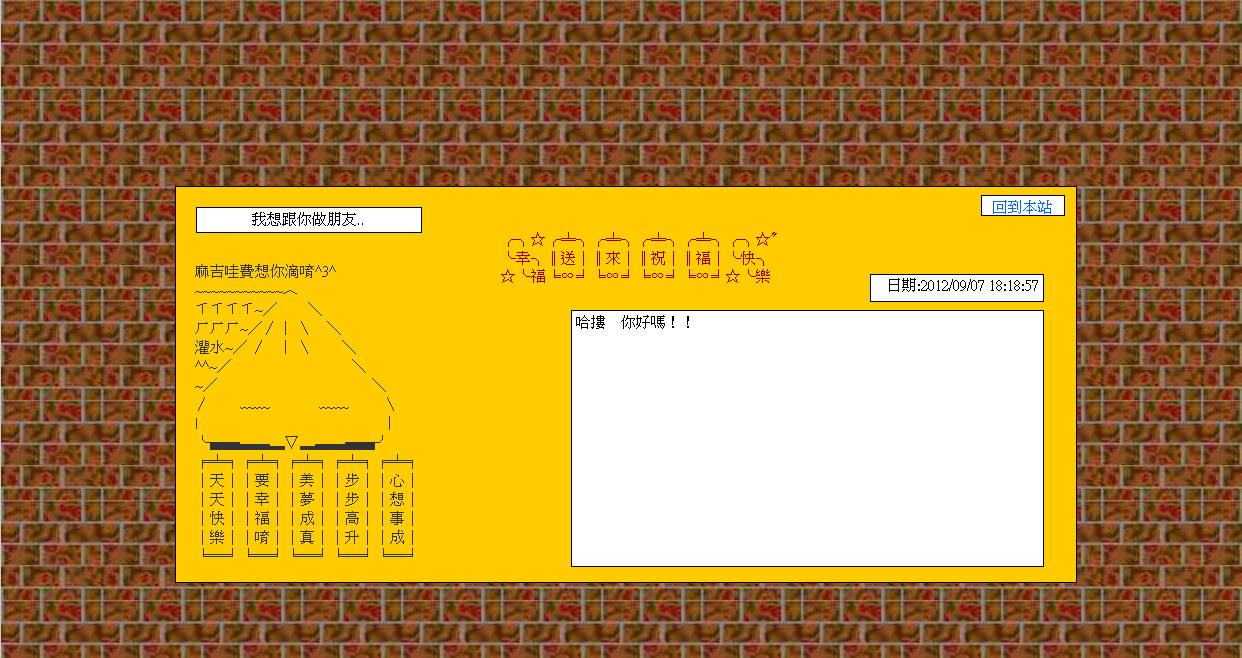 回到本站
我想跟你做朋友..
╭╮☆╭┴╮╭┴╮╭┴╮╭┴╮╭╮☆〞
╰幸╮║送∣║來∣║祝∣║福∣╰快╮
☆╰福╘∞╛╘∞╛╘∞╛╘∞╛☆╰樂
日期:2012/09/07 18:18:57
哈摟　你好嗎！！
麻吉哇費想你滴唷^3^
~~~~~~~~~~~~︿
ㄒㄒㄒㄒ~／　　＼
ㄏㄏㄏ~／/｜\　＼
灌水~／/　｜\　　＼
^^~／　　　　　　　　＼
~／　　　　　　　　　　＼
/　　﹏﹏　　　﹏﹏　　\
|　　　　　　　　　　　　|
╰▆▅▄▃▂▁▽▁▂▃▄▅▆╯
╒┴╕╒┴╕╒┴╕╒┴╕╒┴╕
│天││要││美││步││心│
│天││幸││夢││步││想│
│快││福││成││高││事│
│樂││唷││真││升││成│
╘═╛╘═╛╘═╛╘═╛╘═╛